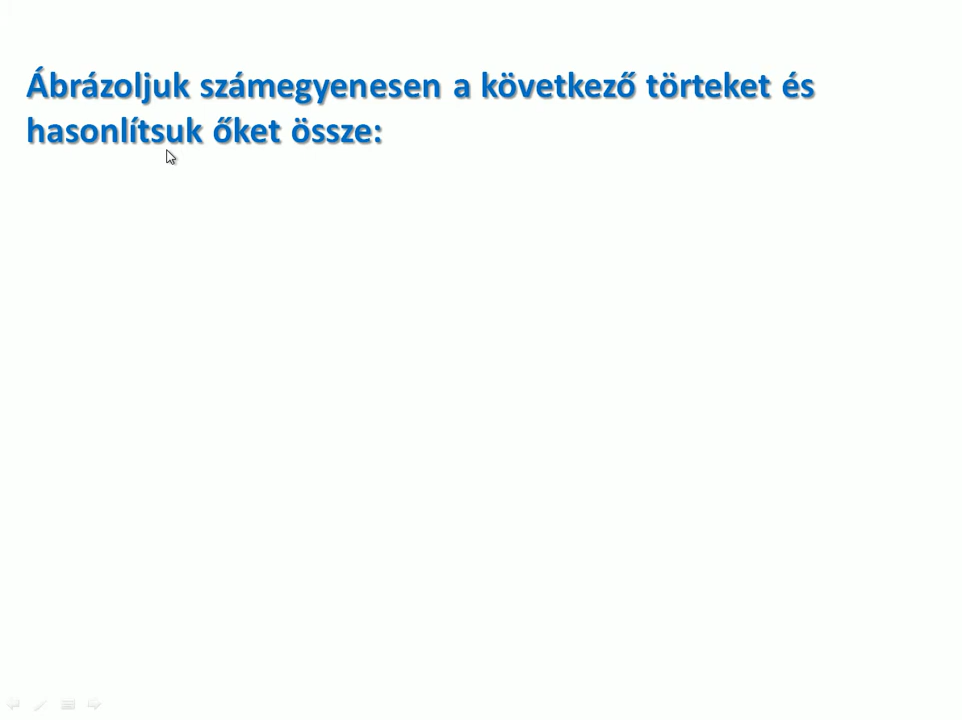 Ábrázoljuk számegyenesen a következő törteket és
hasonlítsuk őket össze: